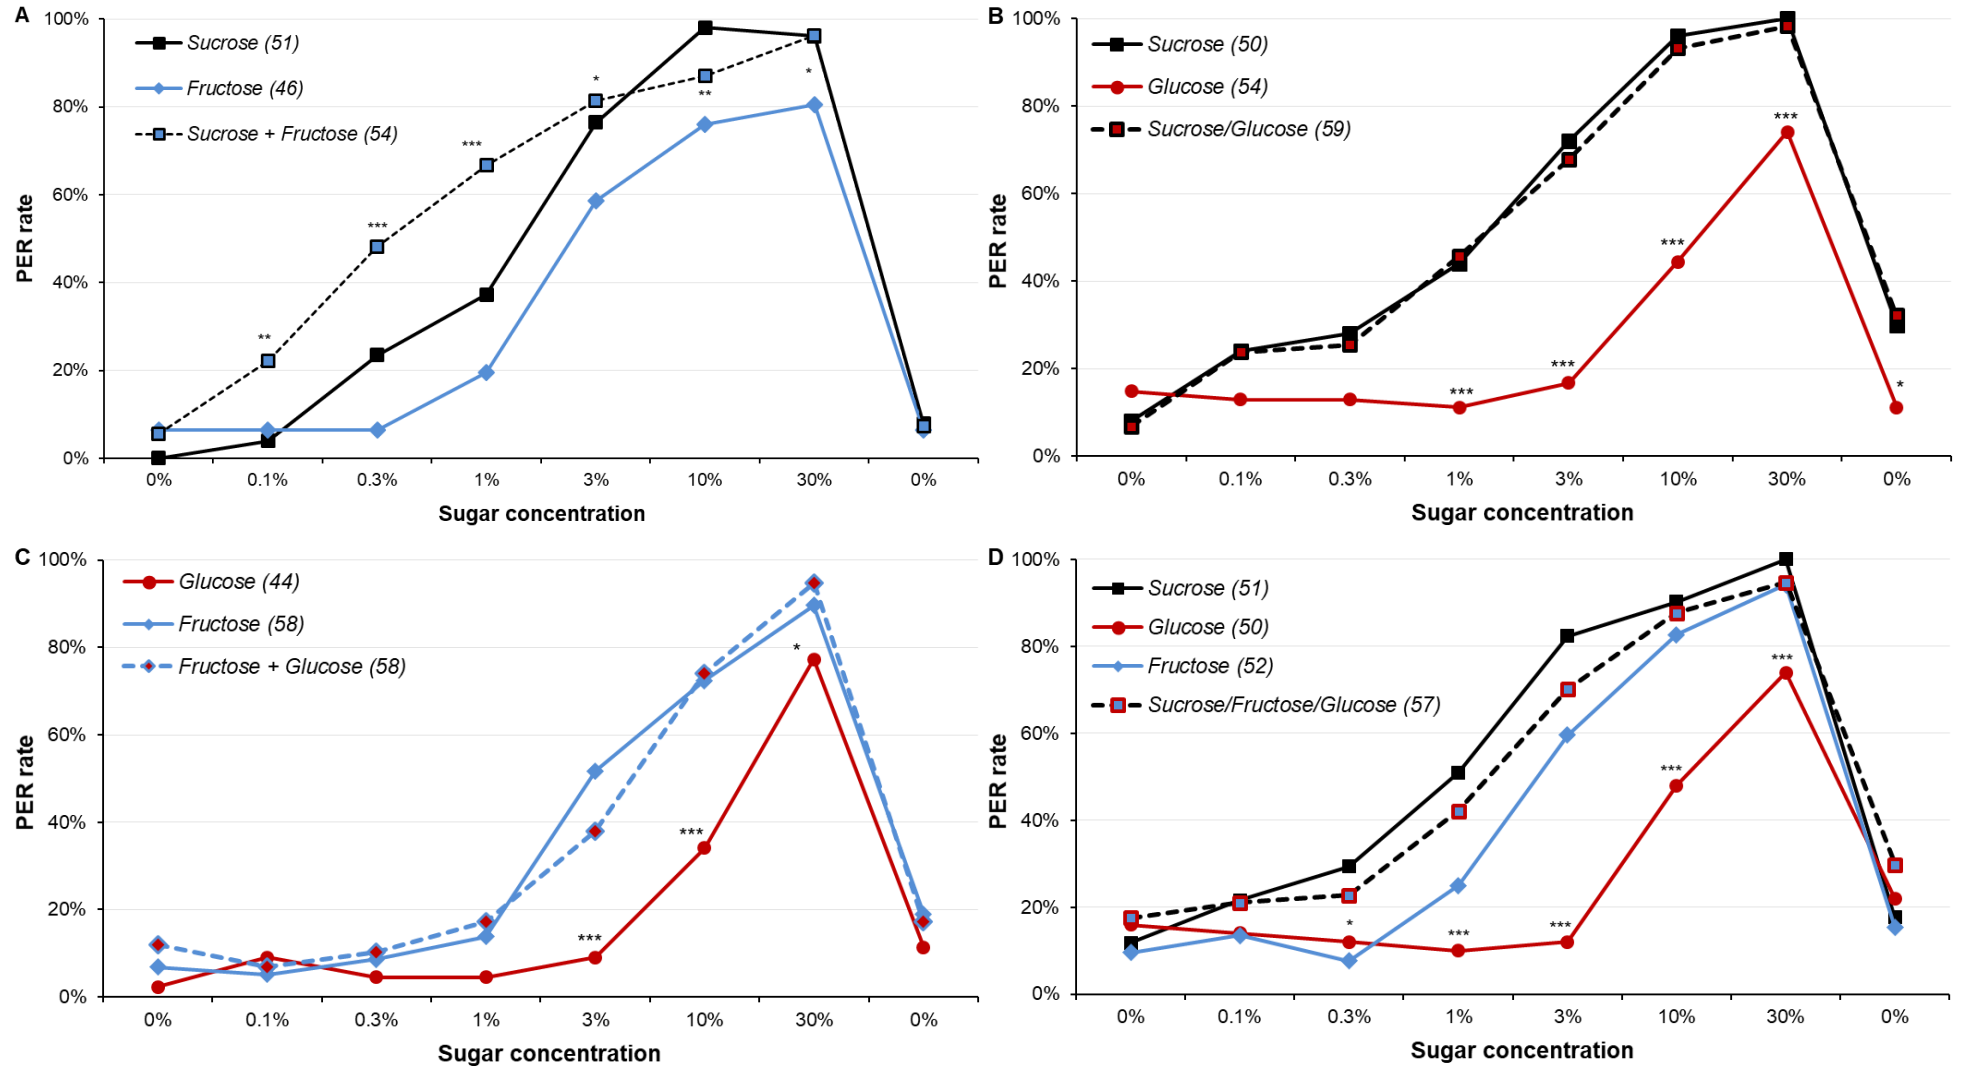 A
100%
80%
60%
40%
20%
0%
PER rate
Sucrose (51)
Fructose (46)
Sucrose + Fructose (54)
**
***
***
*
**
*
0% 0.1% 0.3% 1% 3% 10% 30% 0%
Sugar concentration
B
100%
80%
60%
40%
20%
0%
PER rate
Sucrose (50)
Glucose (54)
Sucrose/Glucose (59)
***
***
***
***
*
0% 0.1% 0.3% 1% 3% 10% 30% 0%
Sugar concentration
C
100%
80%
60%
40%
20%
0%
PER rate
Glucose (44)
Fructose (58)
Fructose + Glucose (58)
***
***
*
0% 0.1% 0.3% 1% 3% 10% 30% 0%
Sugar concentration
D
100%
80%
60%
40%
20%
0%
PER rate
Sucrose (51)
Glucose (50)
Fructose (52)
Sucrose/Fructose/Glucose (57)
*
***
***
***
***
0% 0.1% 0.3% 1% 3% 10% 30% 0%
Sugar concentration